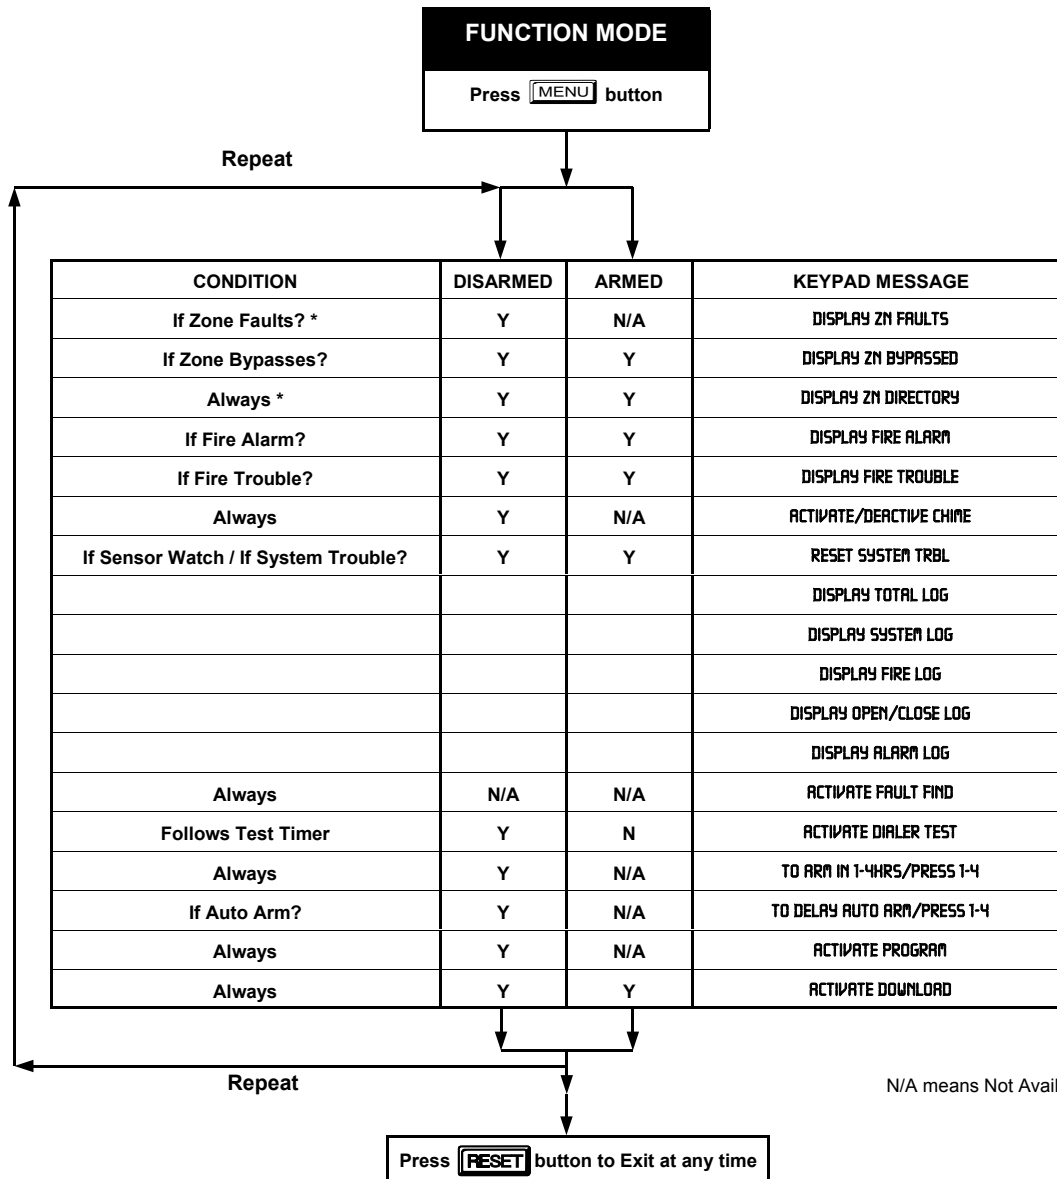 FUNCTION MODE
Press MENU button
Repeat
CONDITION DISARMED ARMED KEYPAD MESSAGE
If Zone Faults? * Y N/A DISPLAY ZN FAULTS
If Zone Bypasses? Y Y DISPLAY ZN BYPASSED
Always * Y Y DISPLAY ZN DIRECTORY
If Fire Alarm? Y Y DISPLAY FIRE ALARM
If Fire Trouble? Y Y DISPLAY FIRE TROUBLE
Always Y N/A ACTIVATE/DEACTIVE CHIME
If Sensor Watch / If System Trouble? Y Y RESET SYSTEM TRBL
DISPLAY TOTAL LOG
DISPLAY SYSTEM LOG
DISPLAY FIRE LOG
DISPLAY OPEN/CLOSE LOG
DISPLAY ALARM LOG
Always N/A N/A ACTIVATE FAULT FIND
Follows Test Timer Y N ACTIVATE DIALER TEST
Always Y N/A TO ARM IN 1-4HRS/PRESS 1-4
If Auto Arm? Y N/A TO DELAY AUTO ARM/PRESS 1-4
Always Y N/A ACTIVATE PROGRAM
Always Y Y ACTIVATE DOWNLOAD
Repeat
N/A means Not Avail
Press RESET button to Exit at any time